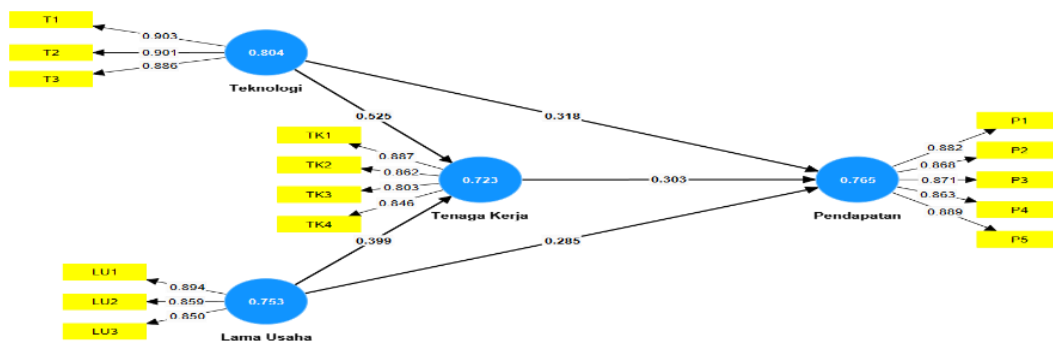 T1
0.903
T2
0.901
T3
0.886
0.804
Teknologi
0.525
0.318
TK1
0.887
TK2
0.862
TK3
0.803
TK4
0.846
0.723
Tenaga Kerja
0.303
0.399
0.285
LU1
0.894
LU2
0.859
LU3
0.850
0.753
Lama Usaha
0.765
Pendapatan
P1
0.882
P2
0.868
P3
0.871
P4
0.863
P5
0.889